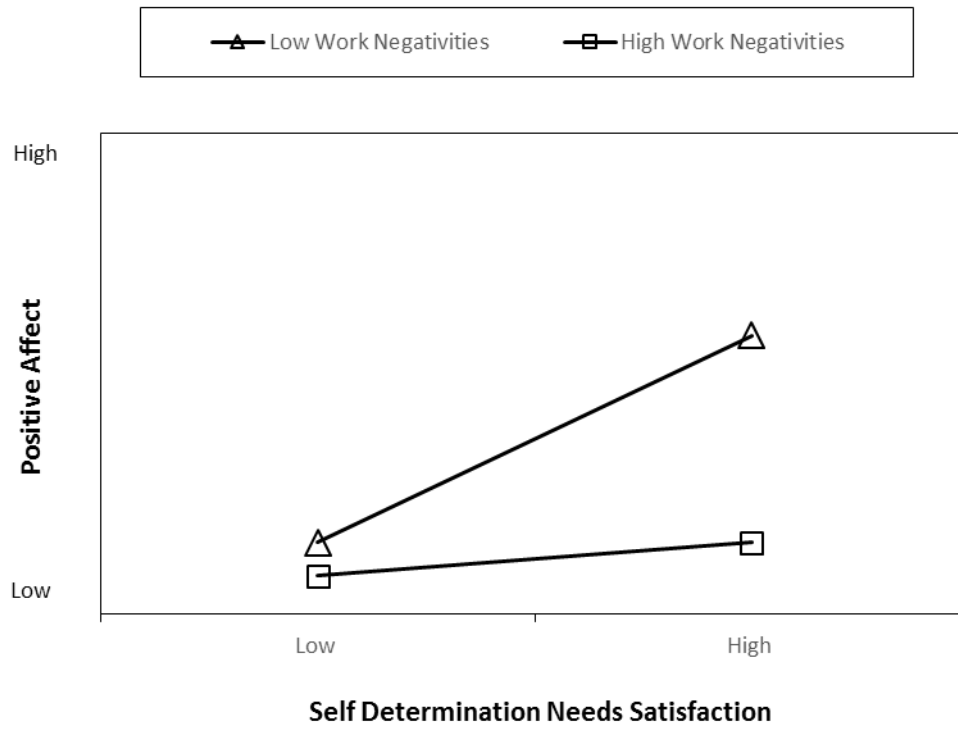 Low Work Negativities
High Work Negativities
High
Positive Affect
Low
Low
High
Self Determination Needs Satisfaction